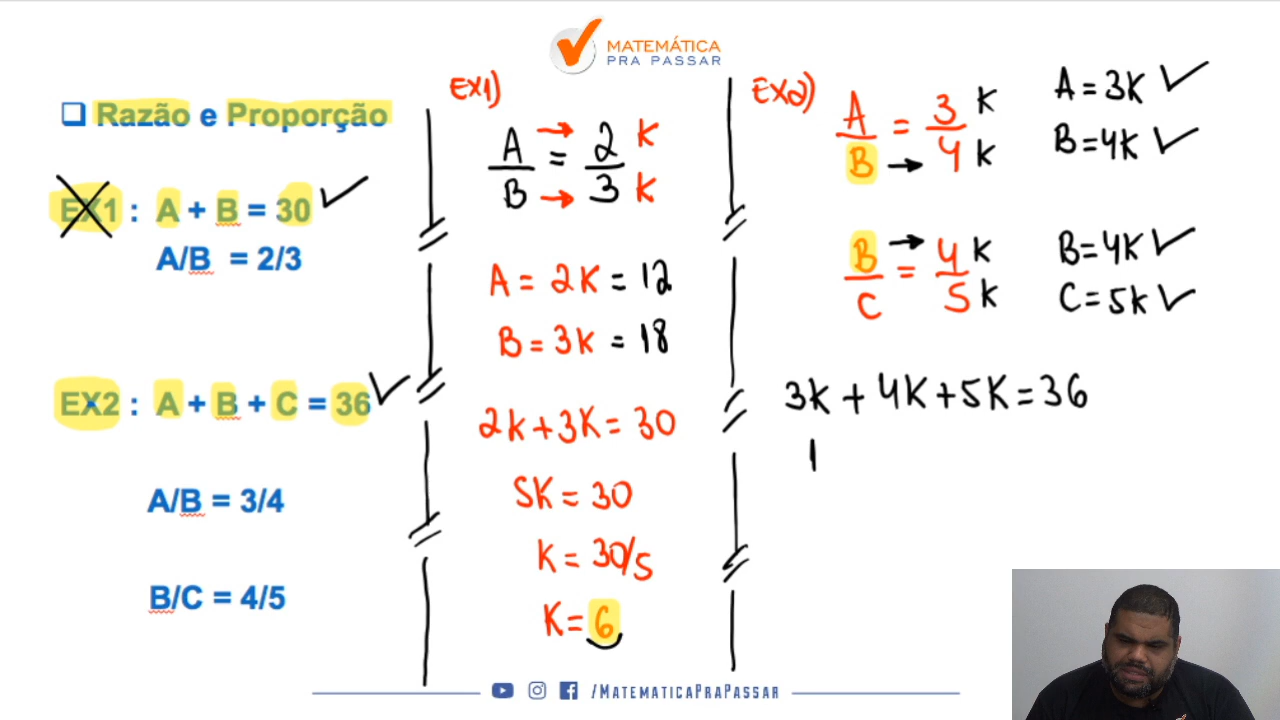 MATEMÁTICA
PRA PASSAR
Razão e Proporção
EX1 : A + B = 30
A/B = 2/3
EX2 : A + B + C = 36
A/B = 3/4
B/C = 4/5
EX1)
A/B = 2/3 K K
A = 2K = 12
B = 3K = 18
2K+3K = 30
5K = 30
K = 30/5
K = 6
EX2)
A/B = 3/4 K K
A = 3K
B = 4K
B/C = 4/5 K K
B = 4K
C = 5K
3K + 4K + 5K = 36
1
/MATEMATICAPRAPASSAR